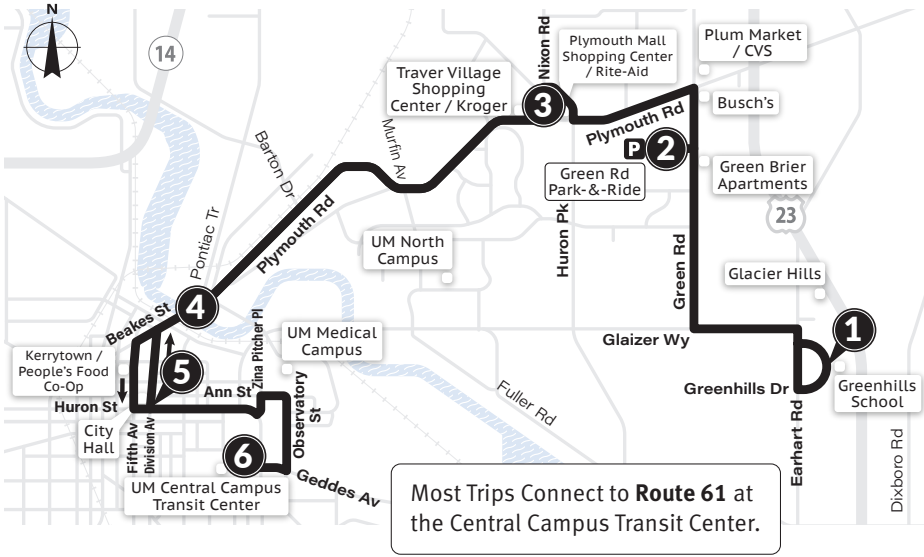 N
14
Nixon Rd
Plymouth Mall
Shopping Center
/ Rite-Aid
Plum Market
/ CVS
Traver Village
Shopping
Center / Kroger
3
Busch's
Plymouth Rd
P
2
Green Rd
Park-&-Ride
Green Brier
Apartments
Murfin Av
Barton Dr
Pontiac Tr
Plymouth Rd
Huron Pk
23
UM North
Campus
Green Rd
Glacier Hills
4
Beakes St
Zina Pitcher Pl
UM Medical
Campus
Glaizer Wy
1
Kerrytown /
People's Food
Co-Op
5
Ann St
Observatory
St
Fuller Rd
Greenhills Dr
Greenhills
School
Huron St
City
Hall
Fifth Av
Division Av
6
UM Central Campus
Transit Center
Geddes Av
Earhart Rd
Dixboro Rd
Most Trips Connect to Route 61 at
the Central Campus Transit Center.